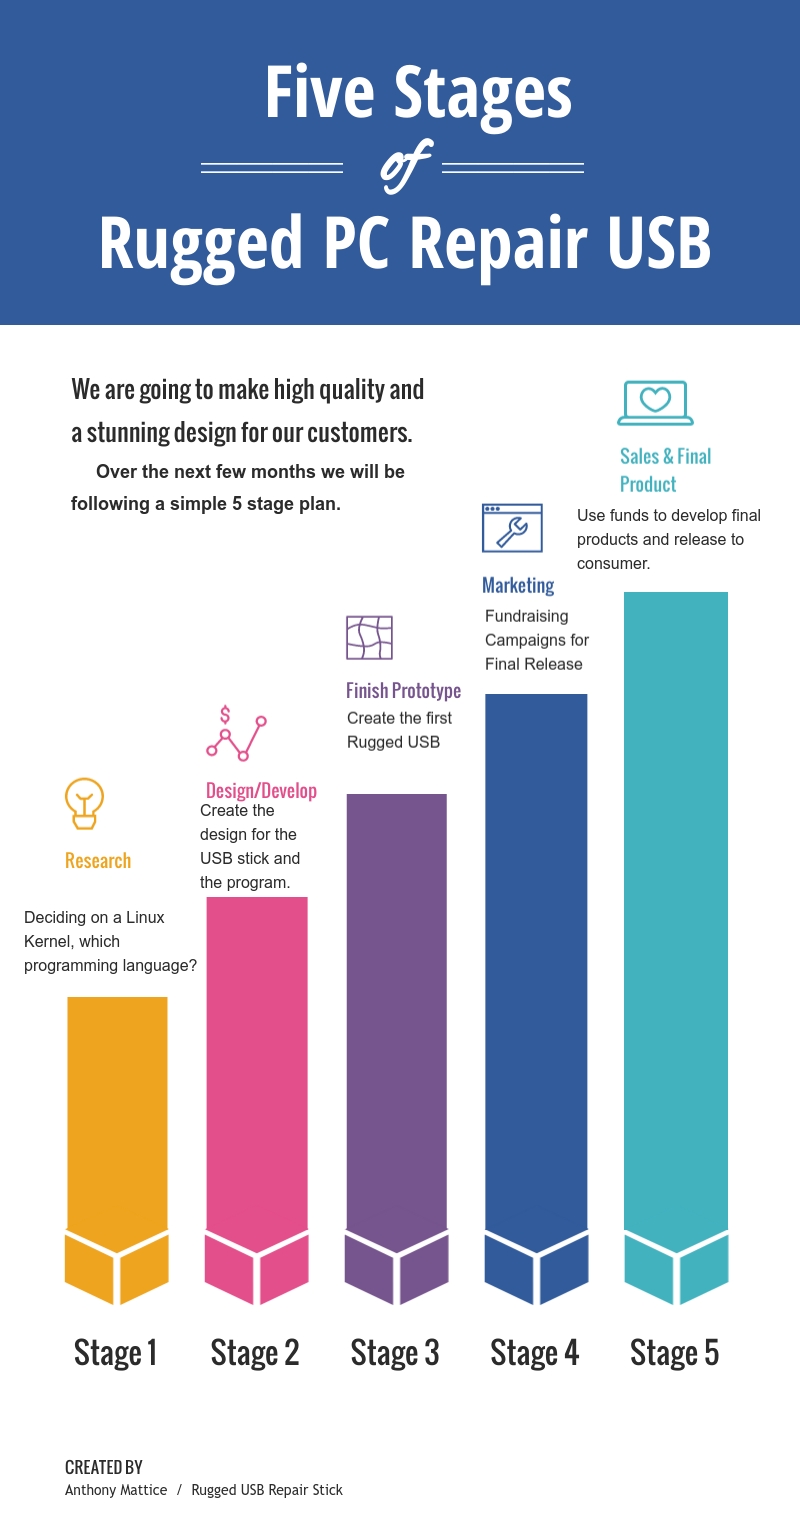 Five Stages
of
Rugged PC Repair USB
We are going to make high quality and
a stunning design for our customers.
Over the next few months we will be
following a simple 5 stage plan.
Research
Deciding on a Linux
Kernel, which
programming language?
$
Design/Develop
Create the
design for the
USB stick and
the program.
Finish Prototype
Create the first
Rugged USB
Marketing
Fundraising
Campaigns for
Final Release
Sales & Final
Product
Use funds to develop final
products and release to
consumer.
Stage 1
Stage 2
Stage 3
Stage 4
Stage 5
CREATED BY
Anthony Mattice / Rugged USB Repair Stick